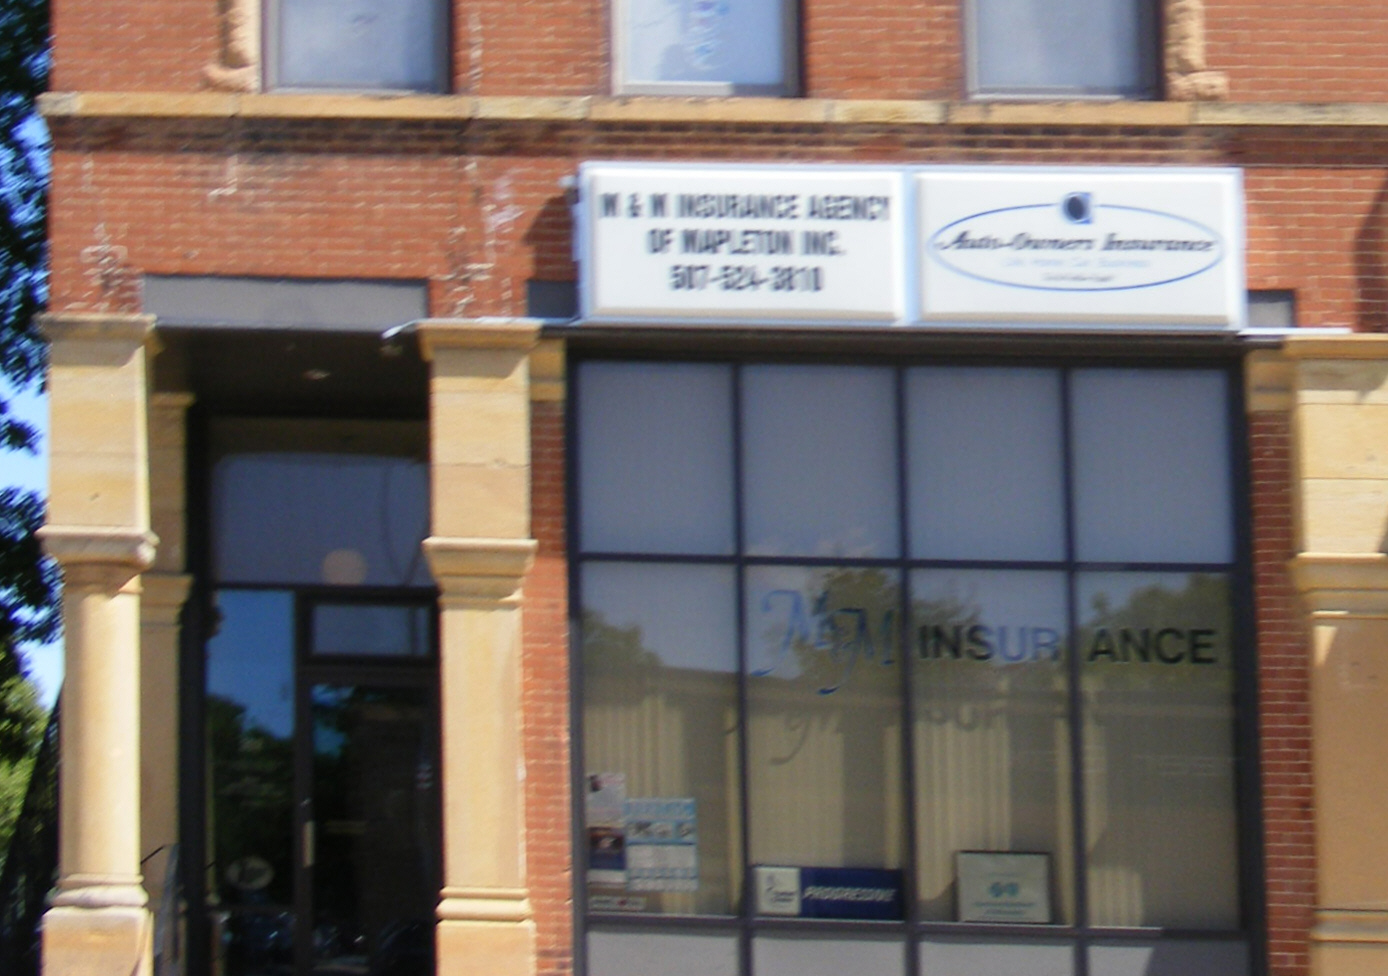 M & M INSURANCE AGENCY
OF MAPLETON INC.
507-524-3810
Auto-Owners Insurance
M & M INSURANCE
PROGRESSIVE